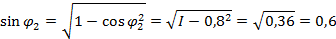 sin φ₂ = √(1 − cos φ₂²) = √(I − 0,8²) = √0,36 = 0,6